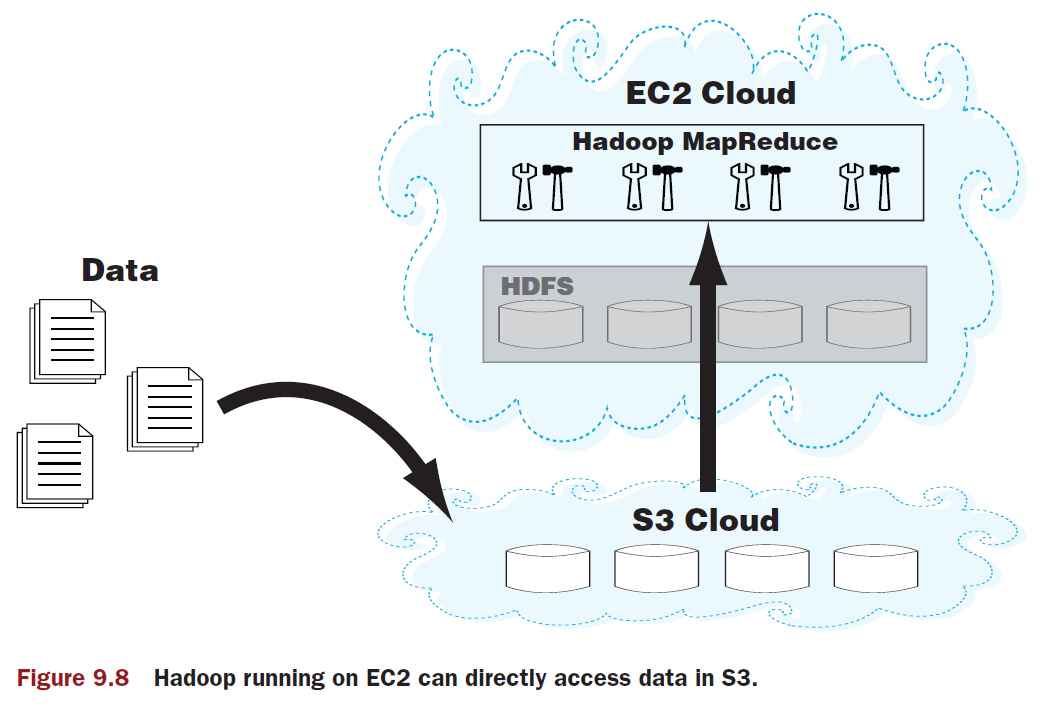 EC2 Cloud
Hadoop MapReduce
Data
HDFS
S3 Cloud
Figure 9.8 Hadoop running on EC2 can directly access data in S3.